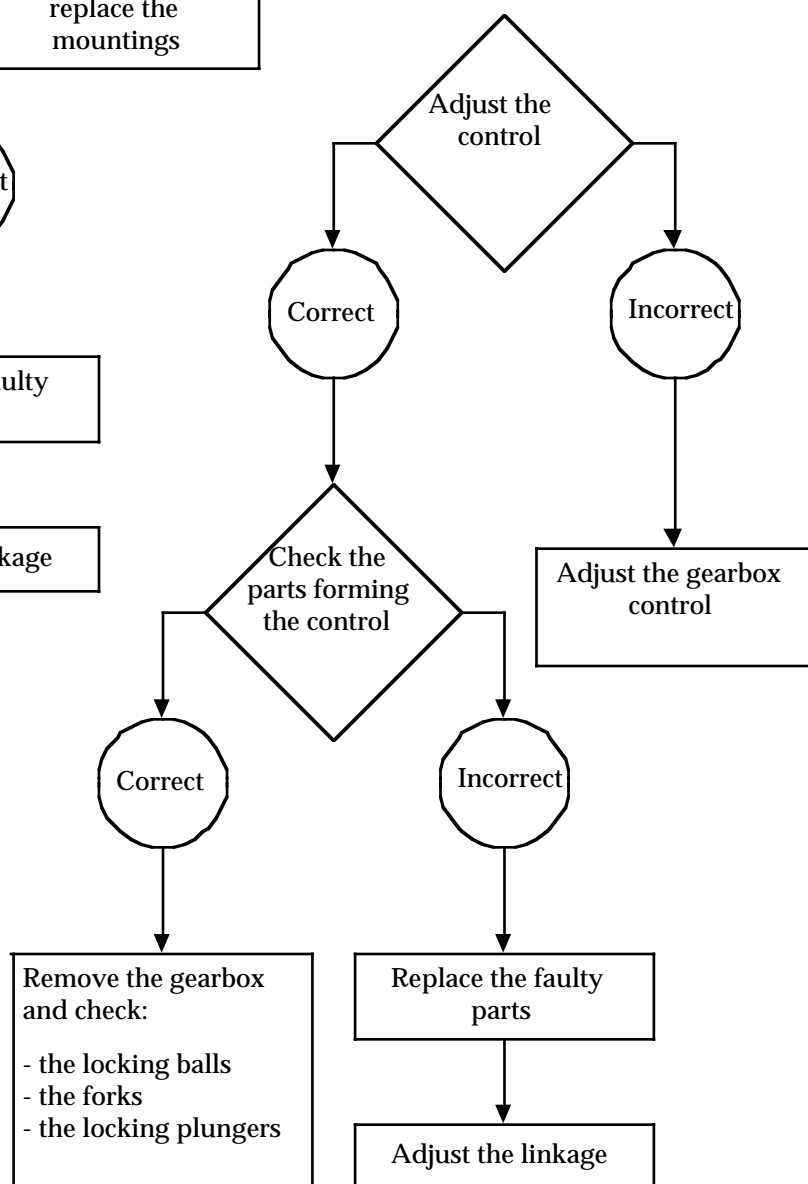 replace the
mountings
Adjust the
control
t
Correct
Incorrect
ulty
kage
Check the
parts forming
the control
Adjust the gearbox
control
Correct
Incorrect
Remove the gearbox
and check:
- the locking balls
- the forks
- the locking plungers
Replace the faulty
parts
Adjust the linkage